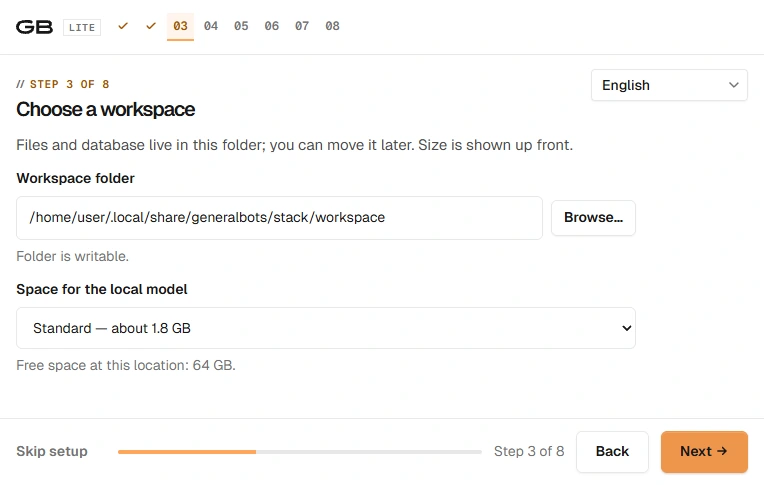 GB LITE 03 04 05 06 07 08
// STEP 3 OF 8
English
Choose a workspace
Files and database live in this folder; you can move it later. Size is shown up front.
Workspace folder
/home/user/.local/share/generalbots/stack/workspace
Browse...
Folder is writable.
Space for the local model
Standard — about 1.8 GB
Free space at this location: 64 GB.
Skip setup
Step 3 of 8
Back
Next →